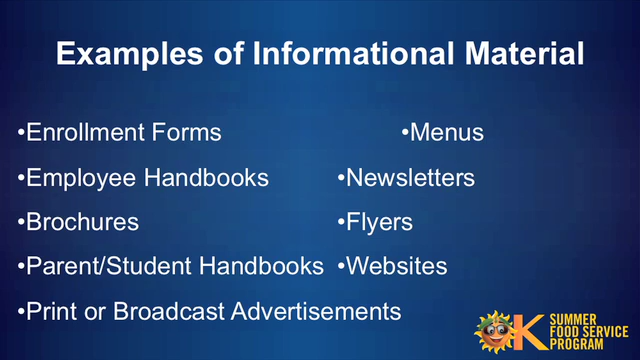 Examples of Informational Material
•Enrollment Forms •Menus
•Employee Handbooks •Newsletters
•Brochures •Flyers
•Parent/Student Handbooks •Websites
•Print or Broadcast Advertisements
OK SUMMER
FOOD SERVICE
PROGRAM